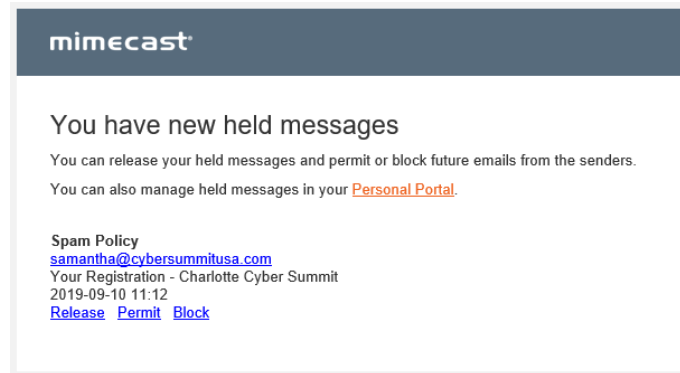 mimecast
You have new held messages
You can release your held messages and permit or block future emails from the senders.
You can also manage held messages in your Personal Portal.
Spam Policy
samantha@cybersummitusa.com
Your Registration - Charlotte Cyber Summit
2019-09-10 11:12
Release Permit Block